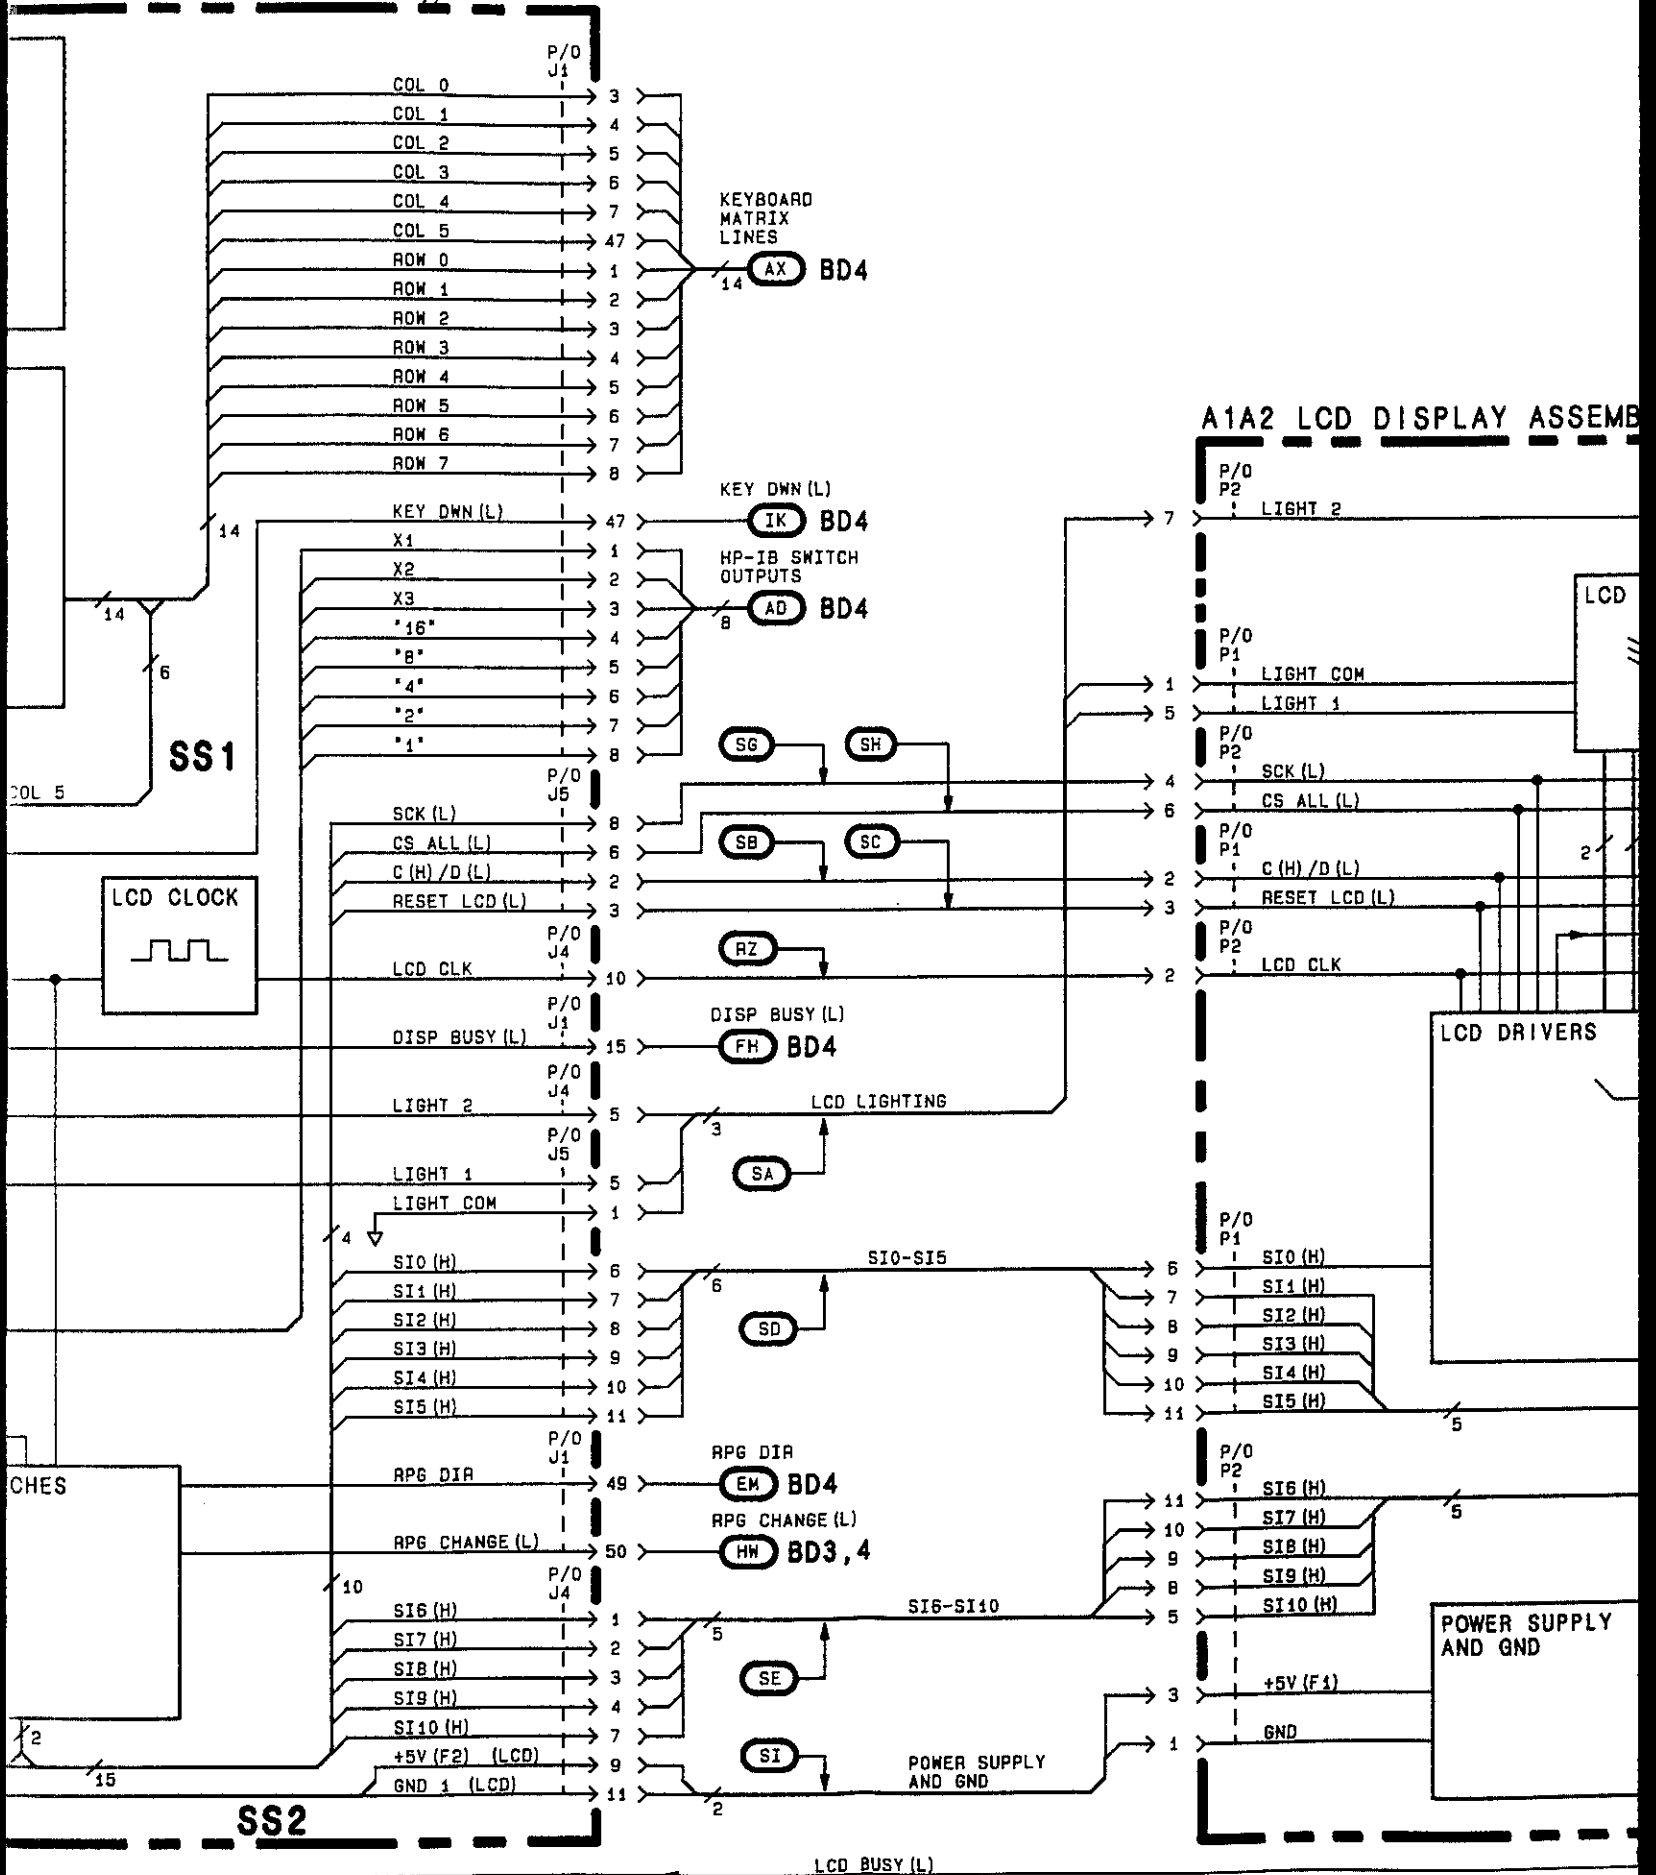 P/O
J1
COL 0
3
COL 1
4
COL 2
5
COL 3
6
COL 4
7
COL 5
47
ROW 0
1
ROW 1
2
ROW 2
3
ROW 3
4
ROW 4
5
ROW 5
6
ROW 6
7
ROW 7
8
KEYBOARD
MATRIX
LINES
14
AX BD4
14
14
6
KEY DWN (L)
47
KEY DWN (L)
IK BD4
X1
1
X2
2
X3
3
"16"
4
"8"
5
"4"
6
"2"
7
"1"
8
HP-IB SWITCH
OUTPUTS
8
AD BD4
SS1
COL 5
P/O
J5
SCK (L)
8
CS ALL (L)
6
C (H) /D (L)
2
RESET LCD (L)
3
SG
SH
SB
SC
LCD CLOCK
P/O
J4
LCD CLK
10
RZ
P/O
J1
DISP BUSY (L)
15
DISP BUSY (L)
FH BD4
P/O
J4
LIGHT 2
5
3
LCD LIGHTING
SA
P/O
J5
LIGHT 1
5
LIGHT COM
1
4
SI0 (H)
6
SI1 (H)
7
SI2 (H)
8
SI3 (H)
9
SI4 (H)
10
SI5 (H)
11
6
SI0-SI5
SD
P/O
J1
CHES
RPG DIR
49
RPG DIR
EM BD4
RPG CHANGE (L)
50
RPG CHANGE (L)
HW BD3,4
10
P/O
J4
SI6 (H)
1
SI7 (H)
2
SI8 (H)
3
SI9 (H)
4
SI10 (H)
7
5
SI6-SI10
SE
+5V (F2) (LCD)
9
GND 1 (LCD)
11
2
15
2
SI
POWER SUPPLY
AND GND
SS2
A1A2 LCD DISPLAY ASSEMB
P/O
P2
7
LIGHT 2
LCD
P/O
P1
1
LIGHT COM
5
LIGHT 1
P/O
P2
4
SCK (L)
6
CS ALL (L)
P/O
P1
2
2
C (H) /D (L)
3
RESET LCD (L)
P/O
P2
2
LCD CLK
LCD DRIVERS
P/O
P1
6
SI0 (H)
7
SI1 (H)
8
SI2 (H)
9
SI3 (H)
10
SI4 (H)
11
SI5 (H)
5
P/O
P2
11
SI6 (H)
10
SI7 (H)
9
SI8 (H)
8
SI9 (H)
5
SI10 (H)
5
POWER SUPPLY
AND GND
3
+5V (F1)
1
GND
LCD BUSY (L)